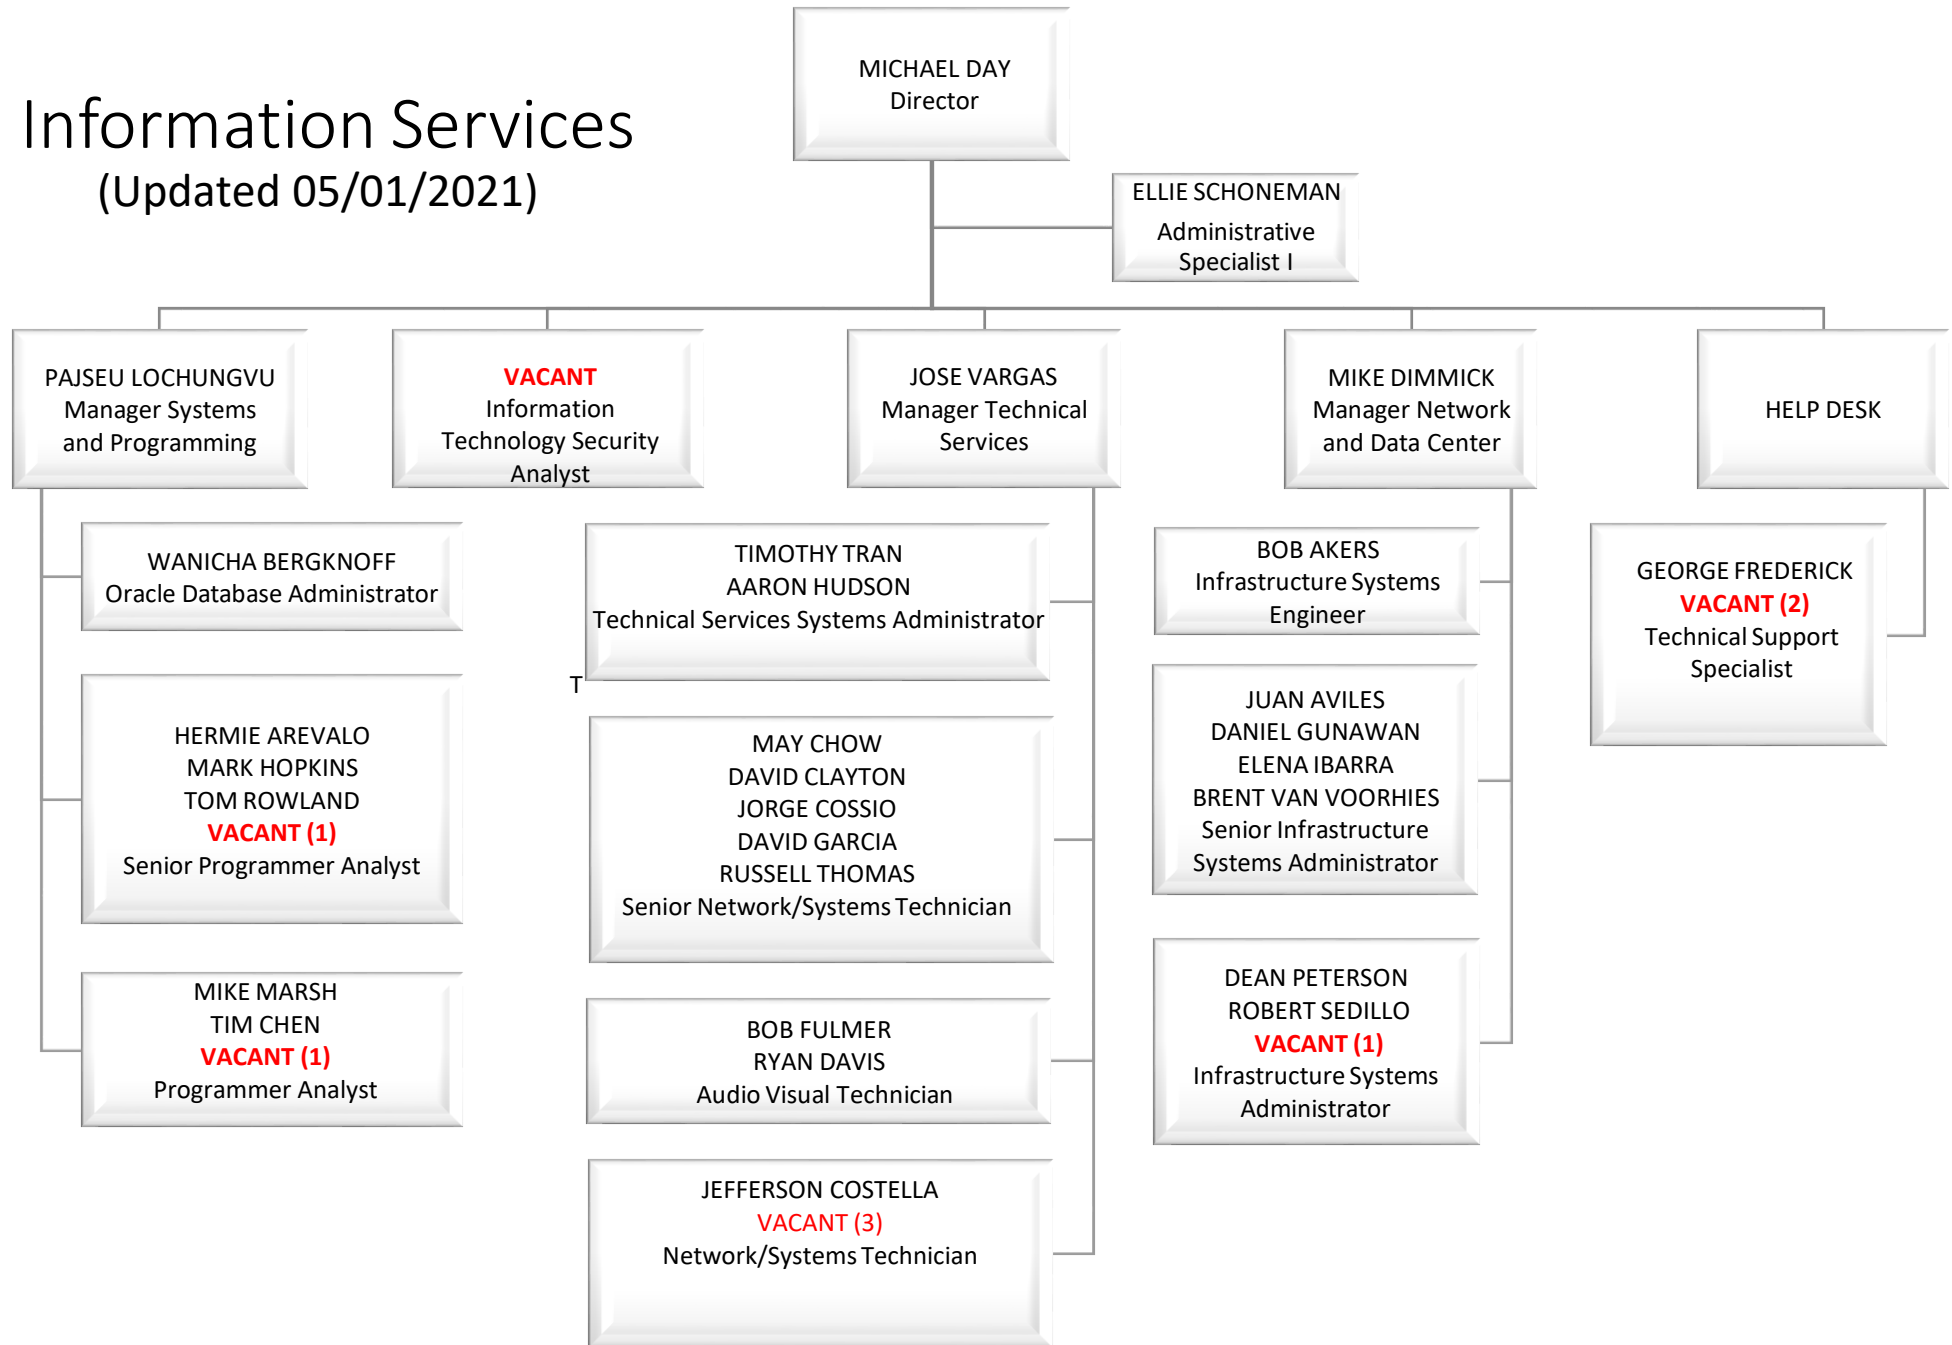 Information Services
(Updated 05/01/2021)
MICHAEL DAY
Director
ELLIE SCHONEMAN
Administrative
Specialist I
PAJSEU LOCHUNGVU
Manager Systems
and Programming
VACANT
Information
Technology Security
Analyst
JOSE VARGAS
Manager Technical
Services
MIKE DIMMICK
Manager Network
and Data Center
HELP DESK
WANICHA BERGKNOFF
Oracle Database Administrator
HERMIE AREVALO
MARK HOPKINS
TOM ROWLAND
VACANT (1)
Senior Programmer Analyst
MIKE MARSH
TIM CHEN
VACANT (1)
Programmer Analyst
TIMOTHY TRAN
AARON HUDSON
Technical Services Systems Administrator
T
MAY CHOW
DAVID CLAYTON
JORGE COSSIO
DAVID GARCIA
RUSSELL THOMAS
Senior Network/Systems Technician
BOB FULMER
RYAN DAVIS
Audio Visual Technician
JEFFERSON COSTELLA
VACANT (3)
Network/Systems Technician
BOB AKERS
Infrastructure Systems
Engineer
JUAN AVILES
DANIEL GUNAWAN
ELENA IBARRA
BRENT VAN VOORHIES
Senior Infrastructure
Systems Administrator
DEAN PETERSON
ROBERT SEDILLO
VACANT (1)
Infrastructure Systems
Administrator
GEORGE FREDERICK
VACANT (2)
Technical Support
Specialist